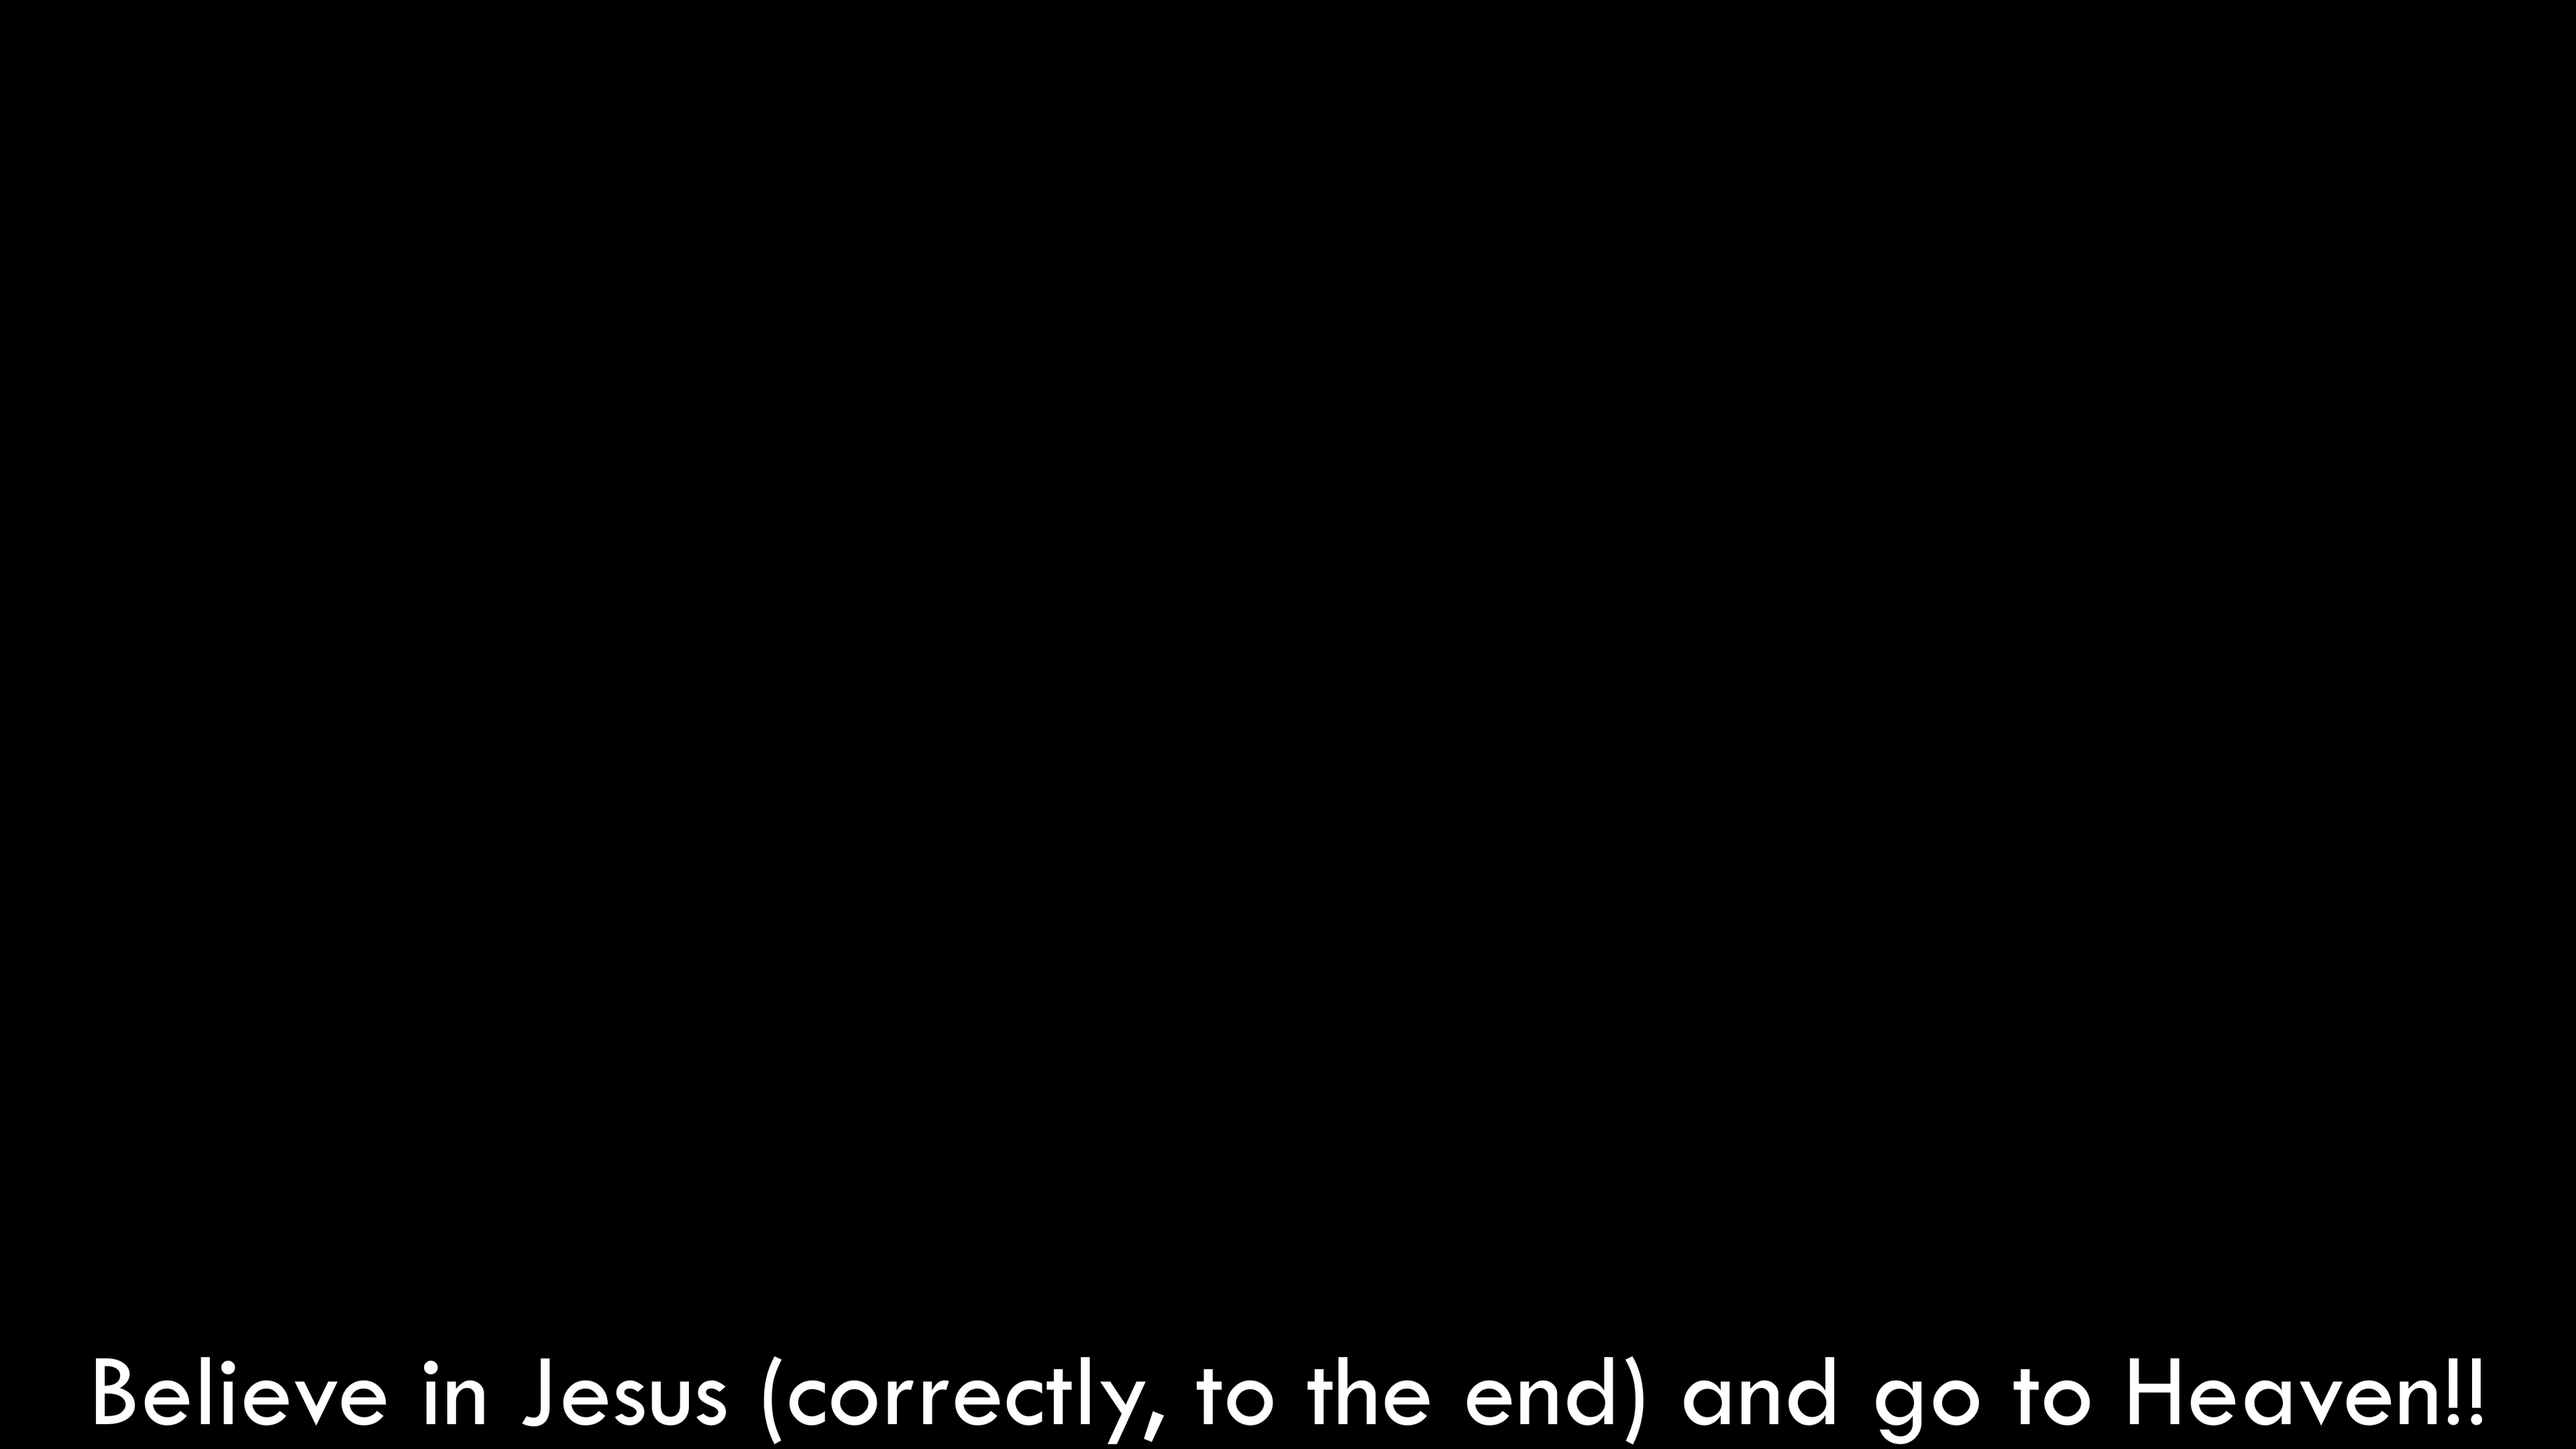 Believe in Jesus (correctly, to the end) and go to Heaven!!